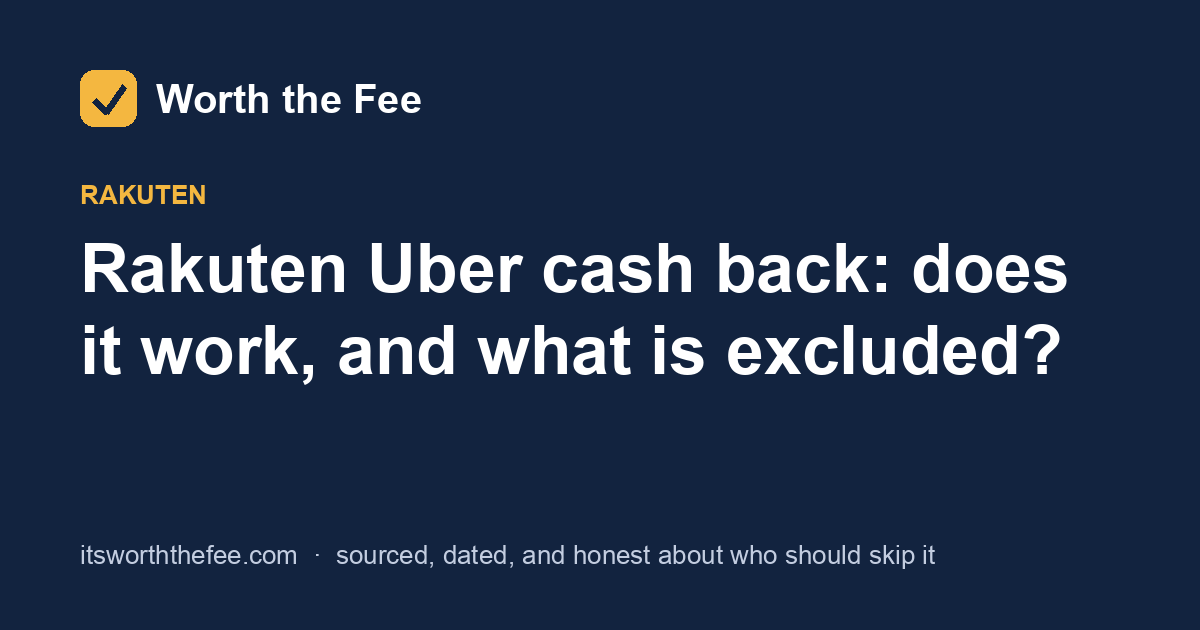 Worth the Fee
RAKUTEN
Rakuten Uber cash back: does
it work, and what is excluded?
itsworththefee.com · sourced, dated, and honest about who should skip it